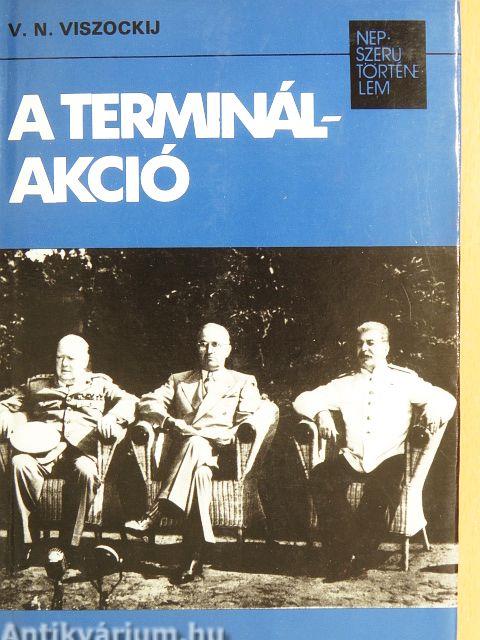 V. N. VISZOCKIJ
NÉP-
SZERŰ
TÖRTÉNE-
LEM
A TERMINÁL-
AKCIÓ
Antikvárium.hu